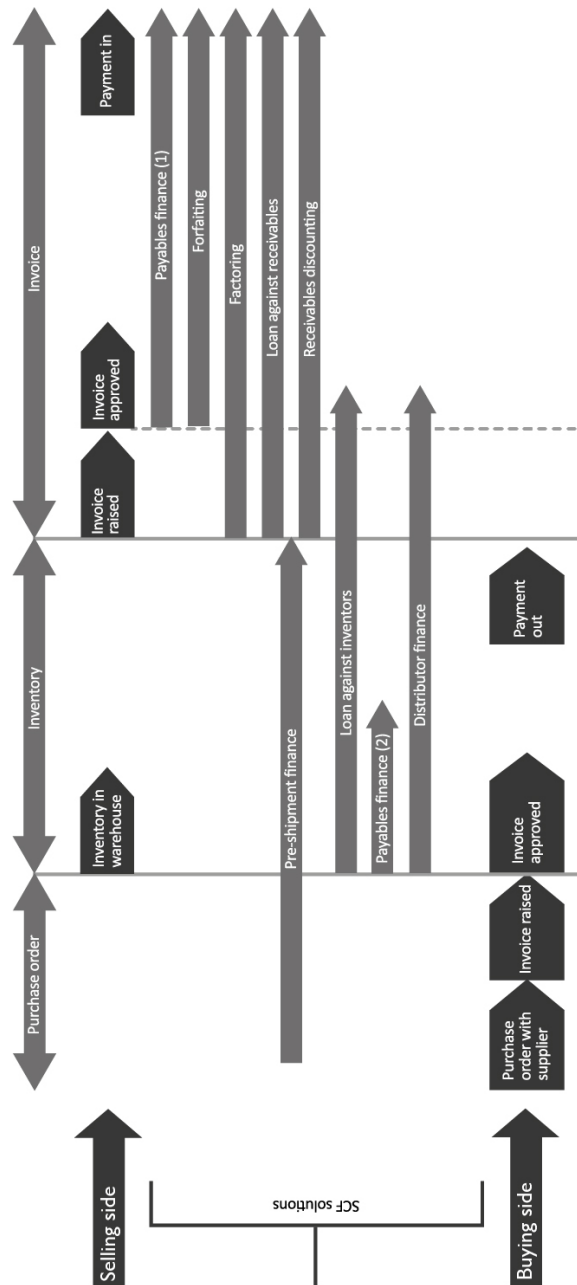 Purchase order
Inventory
Invoice
Selling side
Inventory in
warehouse
Invoice
raised
Invoice
approved
Payment in
SCF solutions
Payables finance (1)
Forfaiting
Factoring
Loan against receivables
Pre-shipment finance
Receivables discounting
Loan against inventors
Payables finance (2)
Distributor finance
Buying side
Purchase
order with
supplier
Invoice raised
Invoice
approved
Payment
out